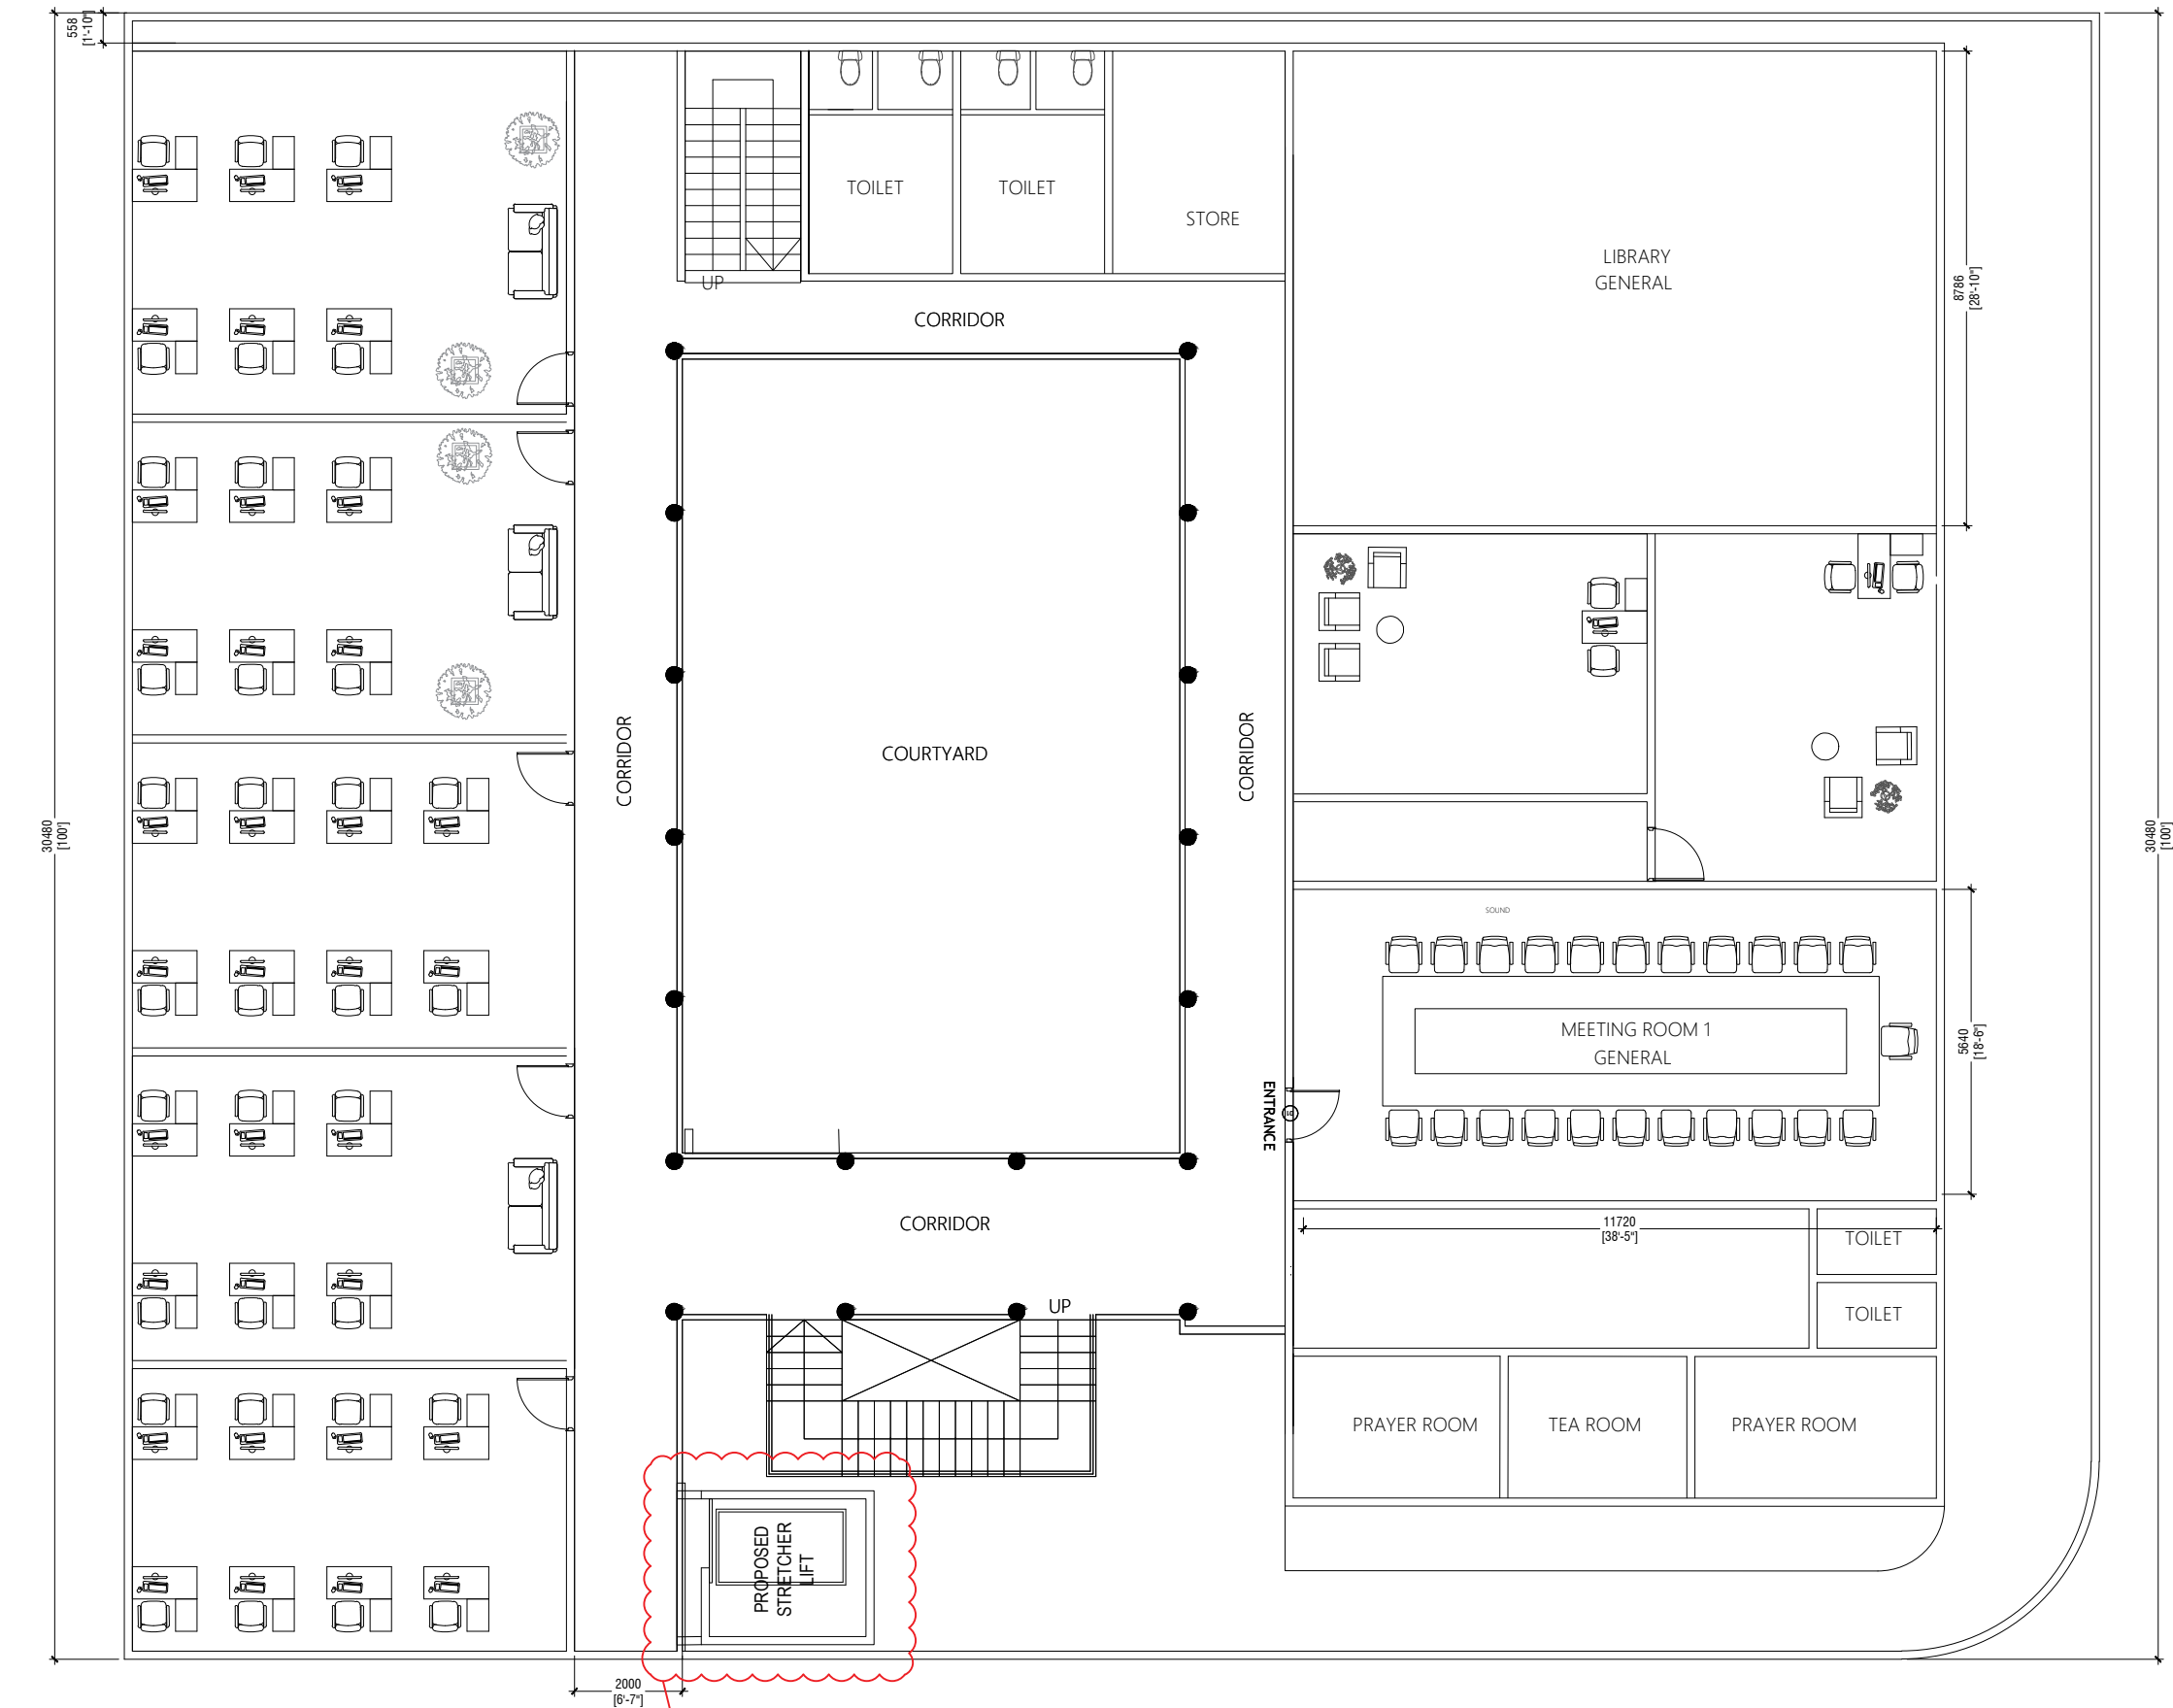 558
[1'-10"]
TOILET
TOILET
STORE
UP
CORRIDOR
LIBRARY
GENERAL
8786
[28'-10"]
CORRIDOR
COURTYARD
CORRIDOR
30480
[100']
30480
[100']
SOUND
MEETING ROOM 1
GENERAL
5640
[18'-6"]
ENTRANCE
CORRIDOR
11720
[38'-5"]
TOILET
UP
TOILET
PRAYER ROOM
TEA ROOM
PRAYER ROOM
PROPOSED
STRETCHER
LIFT
2000
[6'-7"]